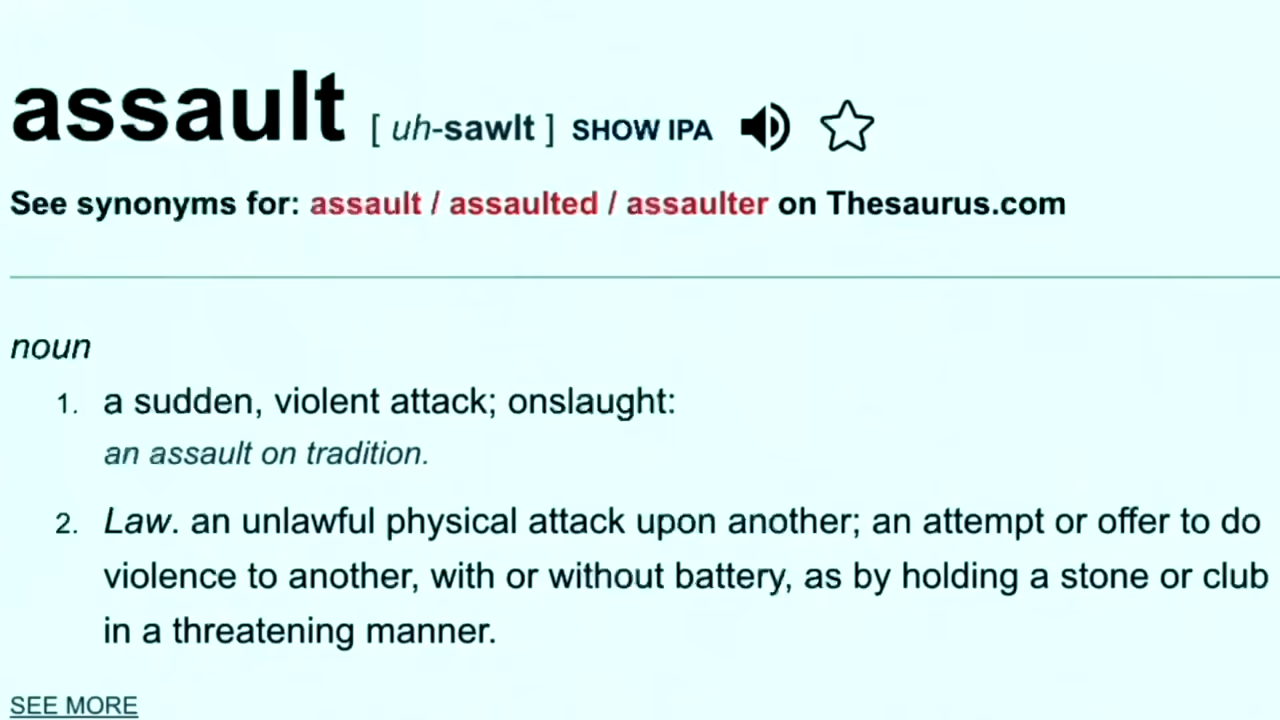 assault [ uh-sawlt ] SHOW IPA
See synonyms for: assault / assaulted / assaulter on Thesaurus.com
noun
1. a sudden, violent attack; onslaught:
an assault on tradition.
2. Law. an unlawful physical attack upon another; an attempt or offer to do
violence to another, with or without battery, as by holding a stone or club
in a threatening manner.
SEE MORE